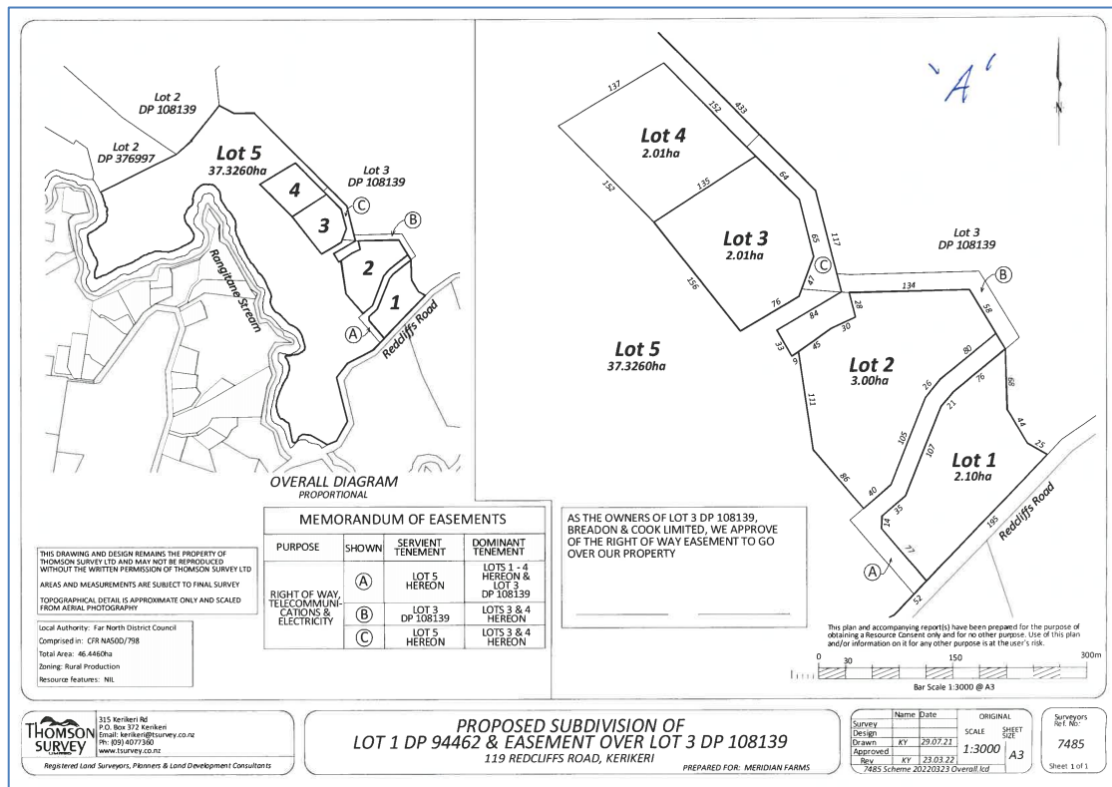 Lot 2
DP 108139
Lot 2
DP 376997
Lot 5
37.3260ha
Lot 3
DP 108139
4
3
2
1
C
B
A
Rangitane Stream
Redcliffs Road
OVERALL DIAGRAM
PROPORTIONAL
'A'
N
137
152
433
Lot 4
2.01ha
152
135
64
Lot 3
2.01ha
65
117
C
47
156
76
Lot 3
DP 108139
B
134
58
84
28
30
33
45
9
Lot 5
37.3260ha
Lot 2
3.00ha
80
76
68
26
21
111
105
107
44
25
Lot 1
2.10ha
86
40
35
14
77
195
Redcliffs Road
A
52
MEMORANDUM OF EASEMENTS
PURPOSE SHOWN SERVIENT TENEMENT DOMINANT TENEMENT
RIGHT OF WAY, TELECOMMUNI-CATIONS & ELECTRICITY
A LOT 5 HEREON LOTS 1 - 4 HEREON & LOT 3 DP 108139
B LOT 3 DP 108139 LOTS 3 & 4 HEREON
C LOT 5 HEREON LOTS 3 & 4 HEREON
AS THE OWNERS OF LOT 3 DP 108139,
BREADON & COOK LIMITED, WE APPROVE
OF THE RIGHT OF WAY EASEMENT TO GO
OVER OUR PROPERTY
THIS DRAWING AND DESIGN REMAINS THE PROPERTY OF
THOMSON SURVEY LTD AND MAY NOT BE REPRODUCED
WITHOUT THE WRITTEN PERMISSION OF THOMSON SURVEY LTD
AREAS AND MEASUREMENTS ARE SUBJECT TO FINAL SURVEY
TOPOGRAPHICAL DETAIL IS APPROXIMATE ONLY AND SCALED
FROM AERIAL PHOTOGRAPHY
Local Authority: Far North District Council
Comprised in: CFR NA50D/798
Total Area: 46.4460ha
Zoning: Rural Production
Resource features: NIL
This plan and accompanying report(s) have been prepared for the purpose of
obtaining a Resource Consent only and for no other purpose. Use of this plan
and/or information on it for any other purpose is at the user's risk.
0 30 150 300m
Bar Scale 1:3000 @ A3
THOMSON
SURVEY
LIMITED
315 Kerikeri Rd
P.O. Box 372 Kerikeri
Email: kerikeri@tsurvey.co.nz
Ph: (09) 4077360
www.tsurvey.co.nz
Registered Land Surveyors, Planners & Land Development Consultants
PROPOSED SUBDIVISION OF
LOT 1 DP 94462 & EASEMENT OVER LOT 3 DP 108139
119 REDCLIFFS ROAD, KERIKERI
PREPARED FOR: MERIDIAN FARMS
Name Date
Survey
Design
Drawn KY 29.07.21
Approved
Rev KY 23.03.22
7485 Scheme 20220323 Overall.lcd
ORIGINAL
SCALE SHEET SIZE
1:3000 A3
Surveyors
Ref. No:
7485
Sheet 1 of 1